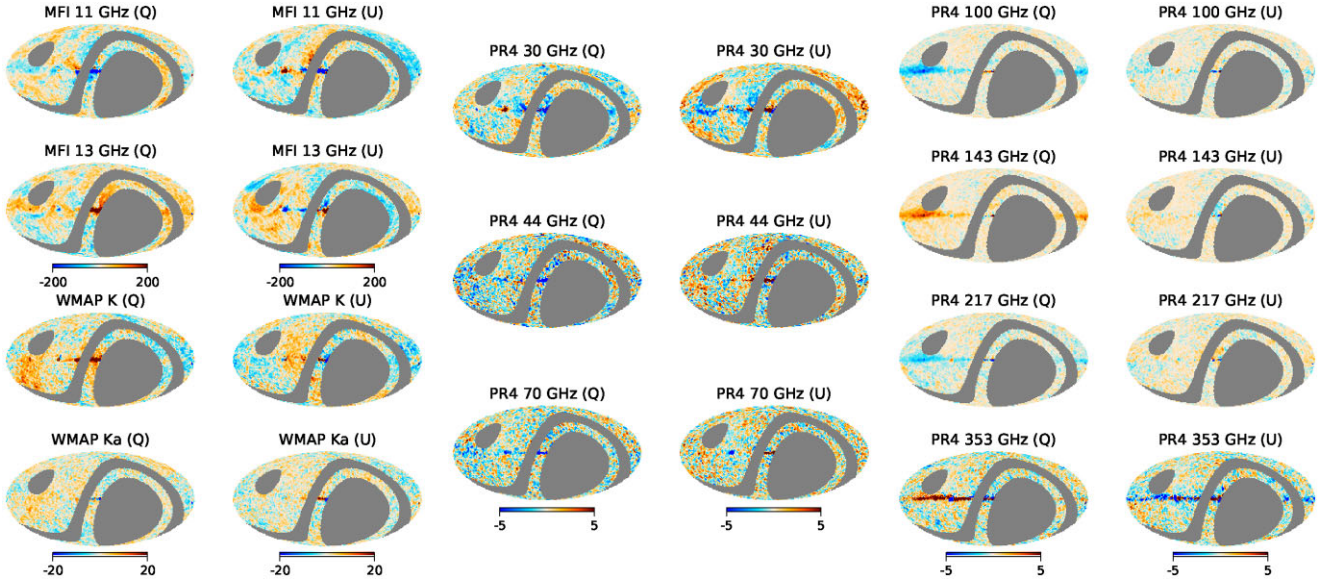 MFI 11 GHz (Q)
MFI 11 GHz (U)
MFI 13 GHz (Q)
MFI 13 GHz (U)
-200 200
-200 200
WMAP K (Q)
WMAP K (U)
WMAP Ka (Q)
WMAP Ka (U)
-20 20
-20 20
PR4 30 GHz (Q)
PR4 30 GHz (U)
PR4 44 GHz (Q)
PR4 44 GHz (U)
PR4 70 GHz (Q)
PR4 70 GHz (U)
-5 5
-5 5
PR4 100 GHz (Q)
PR4 100 GHz (U)
PR4 143 GHz (Q)
PR4 143 GHz (U)
PR4 217 GHz (Q)
PR4 217 GHz (U)
PR4 353 GHz (Q)
PR4 353 GHz (U)
-5 5
-5 5